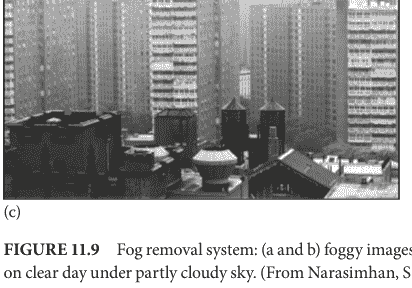 (c)
FIGURE 11.9 Fog removal system: (a and b) foggy images
on clear day under partly cloudy sky. (From Narasimhan, S